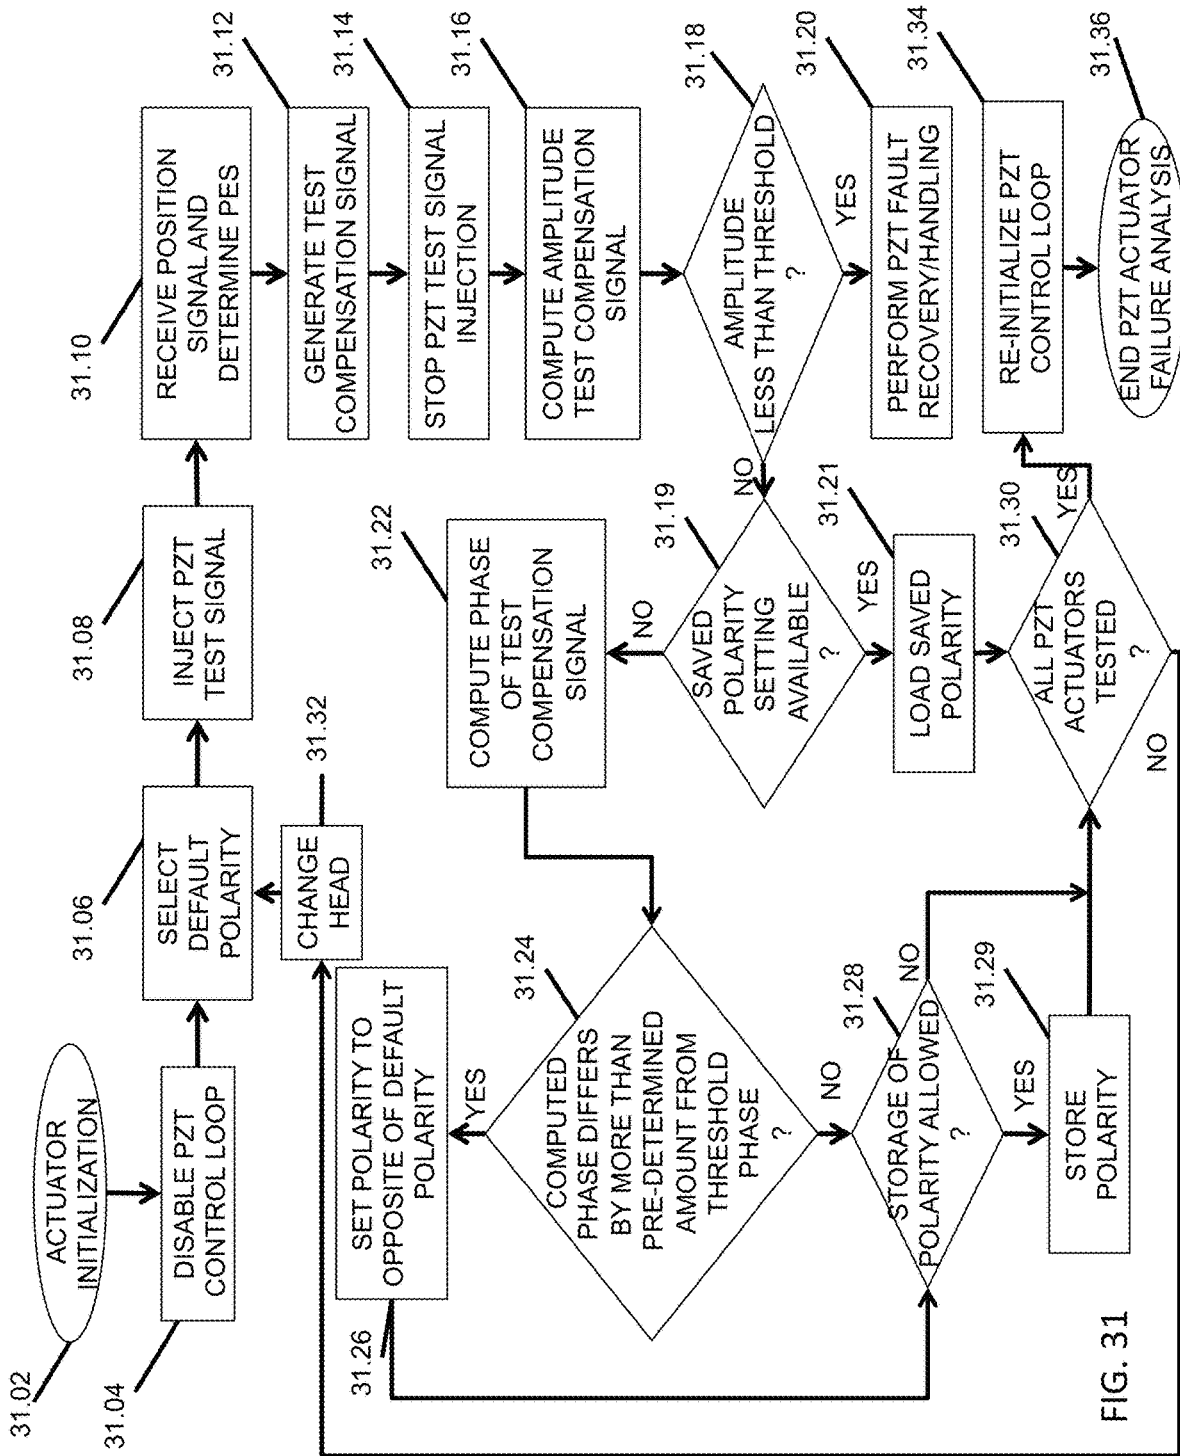 31.02
ACTUATOR
INITIALIZATION
31.04
DISABLE PZT
CONTROL LOOP
31.06
SELECT
DEFAULT
POLARITY
31.32
CHANGE
HEAD
31.08
INJECT PZT
TEST SIGNAL
31.10
RECEIVE POSITION
SIGNAL AND
DETERMINE PES
31.12
GENERATE TEST
COMPENSATION SIGNAL
31.14
STOP PZT TEST SIGNAL
INJECTION
31.16
COMPUTE AMPLITUDE
TEST COMPENSATION
SIGNAL
31.18
AMPLITUDE
LESS THAN THRESHOLD
?
YES
NO
31.20
PERFORM PZT FAULT
RECOVERY/HANDLING
31.19
SAVED
POLARITY
SETTING
AVAILABLE
?
NO
YES
31.21
LOAD SAVED
POLARITY
31.22
COMPUTE PHASE
OF TEST
COMPENSATION
SIGNAL
31.24
COMPUTED
PHASE DIFFERS
BY MORE THAN
PRE-DETERMINED
AMOUNT FROM
THRESHOLD
PHASE
?
YES
NO
31.26
SET POLARITY TO
OPPOSITE OF DEFAULT
POLARITY
31.28
STORAGE OF
POLARITY ALLOWED
?
NO
YES
31.29
STORE
POLARITY
31.30
ALL PZT
ACTUATORS
TESTED
?
YES
NO
31.34
RE-INITIALIZE PZT
CONTROL LOOP
31.36
END PZT ACTUATOR
FAILURE ANALYSIS
FIG. 31